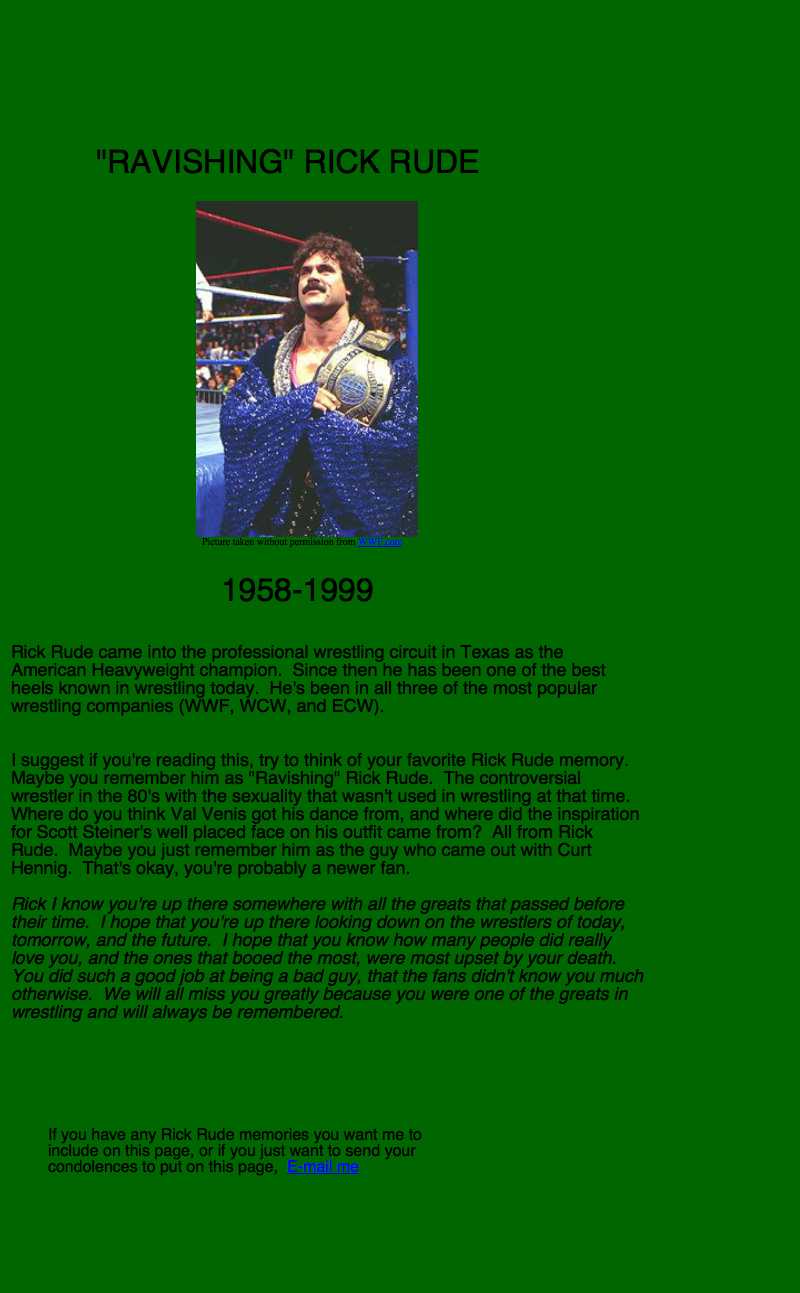 "RAVISHING" RICK RUDE
Picture taken without permission from WWF.com
1958-1999
Rick Rude came into the professional wrestling circuit in Texas as the
American Heavyweight champion.  Since then he has been one of the best
heels known in wrestling today.  He's been in all three of the most popular
wrestling companies (WWF, WCW, and ECW).
I suggest if you're reading this, try to think of your favorite Rick Rude memory.
Maybe you remember him as "Ravishing" Rick Rude.  The controversial
wrestler in the 80's with the sexuality that wasn't used in wrestling at that time.
Where do you think Val Venis got his dance from, and where did the inspiration
for Scott Steiner's well placed face on his outfit came from?  All from Rick
Rude.  Maybe you just remember him as the guy who came out with Curt
Hennig.  That's okay, you're probably a newer fan.
Rick I know you're up there somewhere with all the greats that passed before
their time.  I hope that you're up there looking down on the wrestlers of today,
tomorrow, and the future.  I hope that you know how many people did really
love you, and the ones that booed the most, were most upset by your death.
You did such a good job at being a bad guy, that the fans didn't know you much
otherwise.  We will all miss you greatly because you were one of the greats in
wrestling and will always be remembered.
If you have any Rick Rude memories you want me to
include on this page, or if you just want to send your
condolences to put on this page,  E-mail me